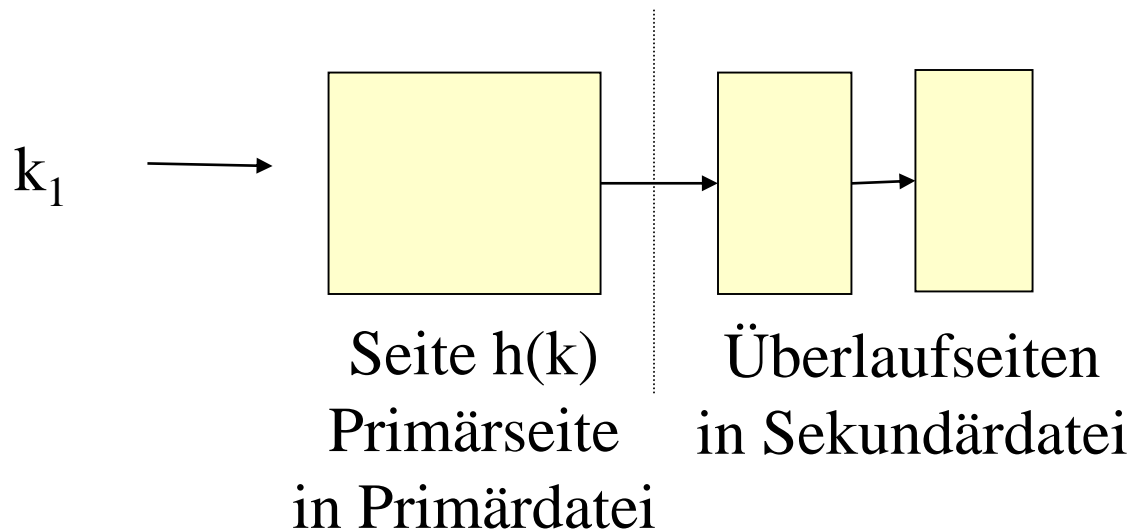 k₁
Seite h(k)
Primärseite
in Primärdatei
Überlaufseiten
in Sekundärdatei